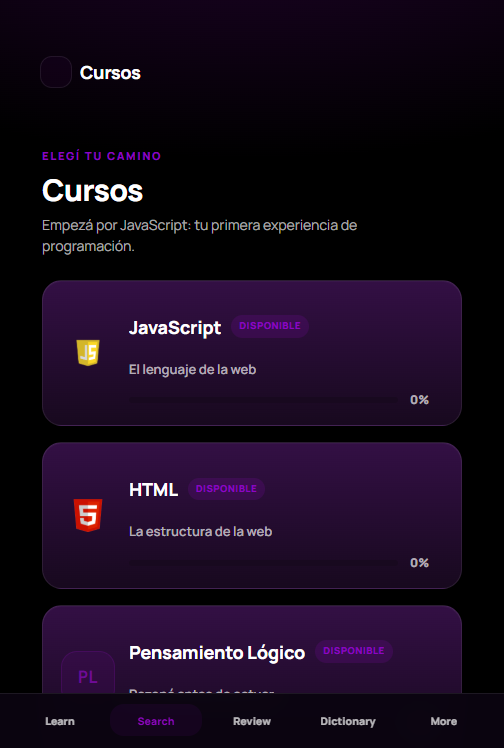 Cursos
ELEGÍ TU CAMINO
Cursos
Empezá por JavaScript: tu primera experiencia de
programación.
JavaScript DISPONIBLE
JS
El lenguaje de la web
0%
HTML DISPONIBLE
5
La estructura de la web
0%
Pensamiento Lógico DISPONIBLE
PL
Learn Search Review Dictionary More